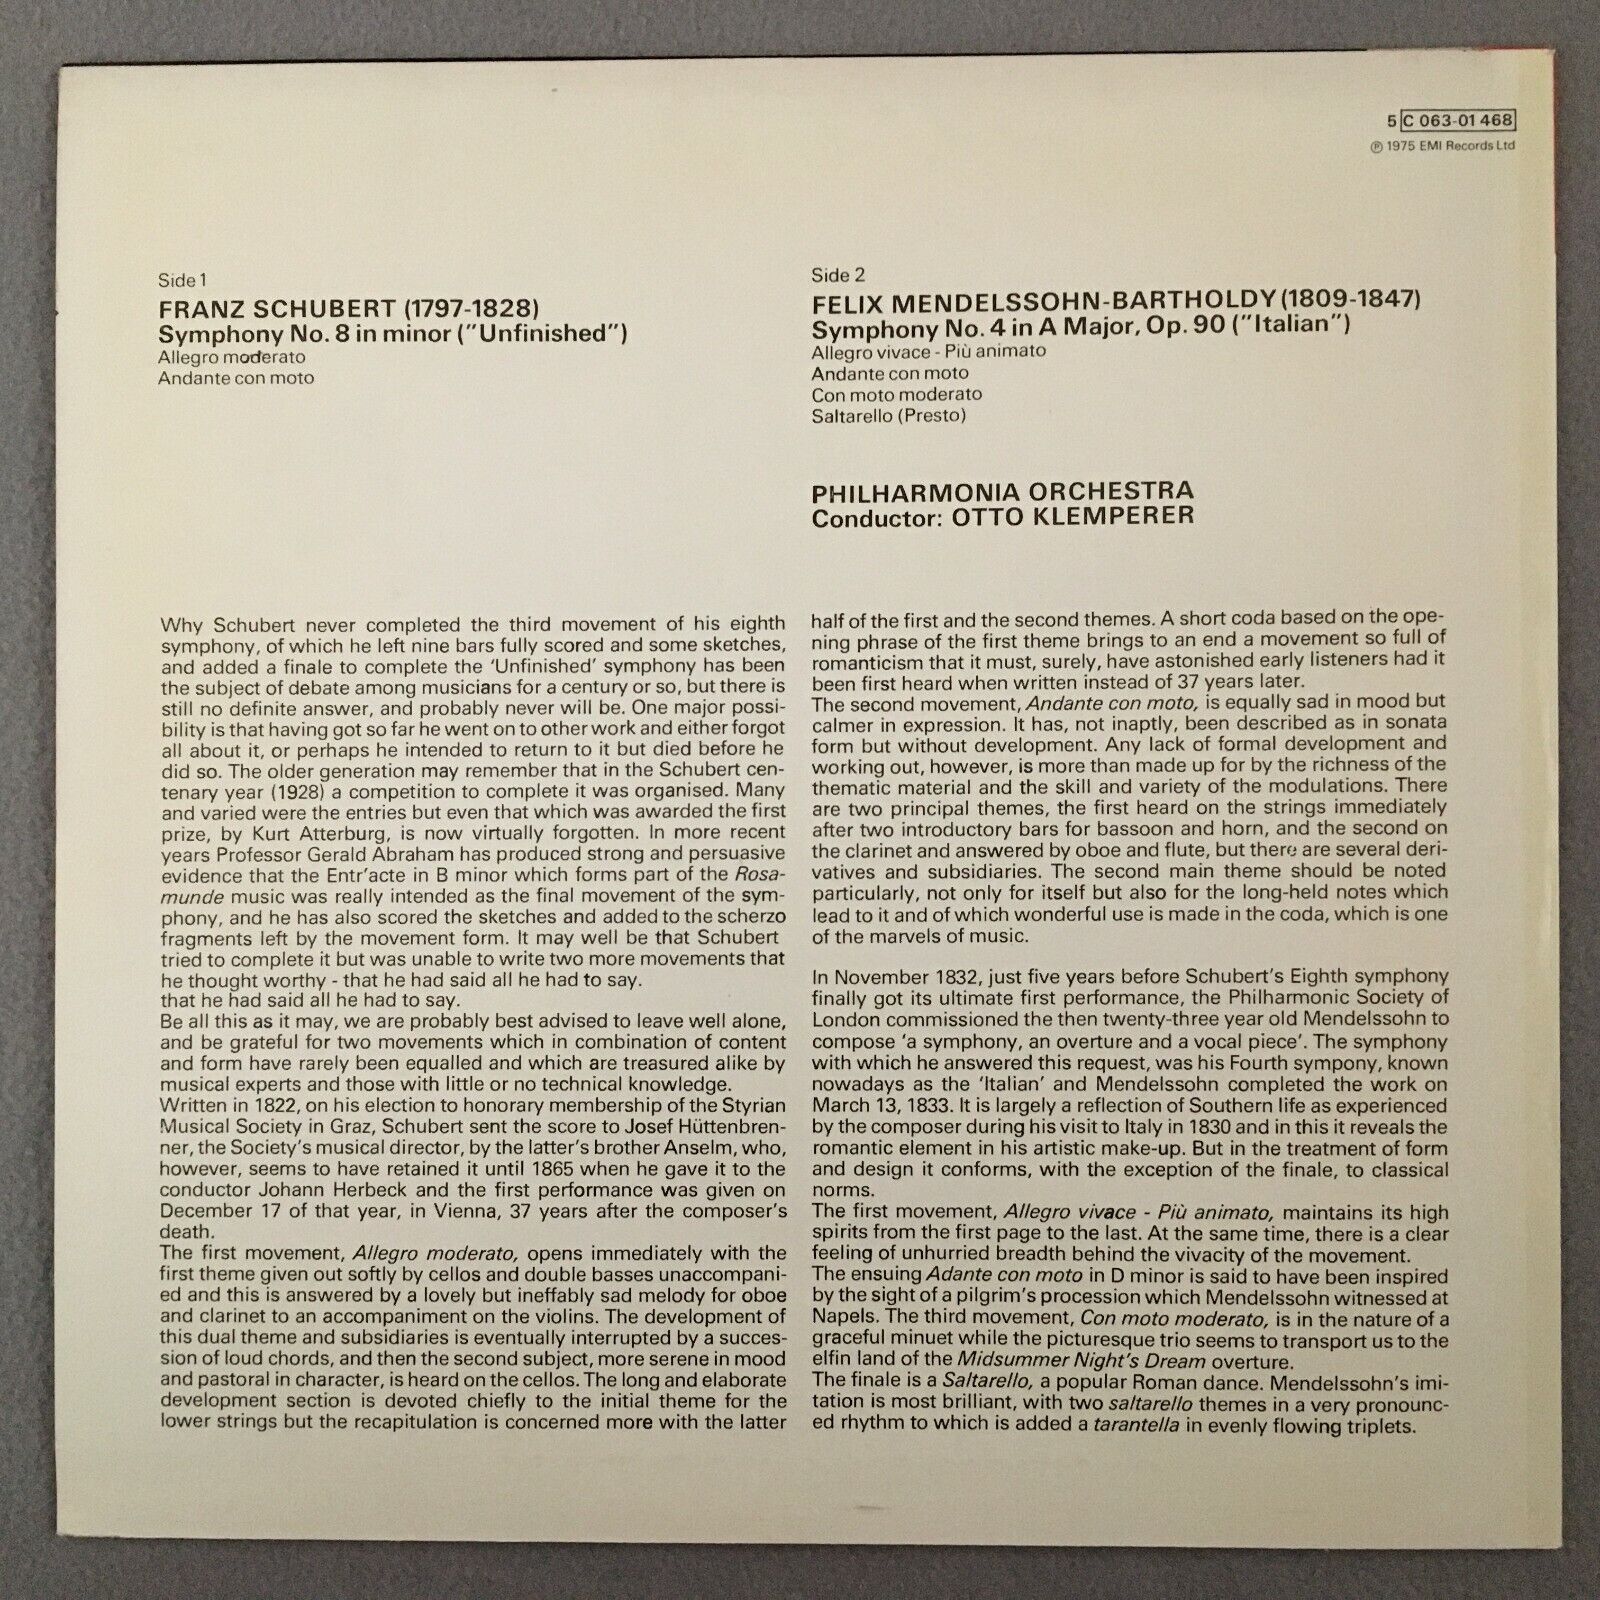 5 C 063-01 468
℗ 1975 EMI Records Ltd
Side 1
FRANZ SCHUBERT (1797-1828)
Symphony No. 8 in minor ("Unfinished")
Allegro moderato
Andante con moto
Side 2
FELIX MENDELSSOHN-BARTHOLDY (1809-1847)
Symphony No. 4 in A Major, Op. 90 ("Italian")
Allegro vivace - Più animato
Andante con moto
Con moto moderato
Saltarello (Presto)
PHILHARMONIA ORCHESTRA
Conductor: OTTO KLEMPERER
Why Schubert never completed the third movement of his eighth
symphony, of which he left nine bars fully scored and some sketches,
and added a finale to complete the 'Unfinished' symphony has been
the subject of debate among musicians for a century or so, but there is
still no definite answer, and probably never will be. One major possi-
bility is that having got so far he went on to other work and either forgot
all about it, or perhaps he intended to return to it but died before he
did so. The older generation may remember that in the Schubert cen-
tenary year (1928) a competition to complete it was organised. Many
and varied were the entries but even that which was awarded the first
prize, by Kurt Atterburg, is now virtually forgotten. In more recent
years Professor Gerald Abraham has produced strong and persuasive
evidence that the Entr'acte in B minor which forms part of the Rosa-
munde music was really intended as the final movement of the sym-
phony, and he has also scored the sketches and added to the scherzo
fragments left by the movement form. It may well be that Schubert
tried to complete it but was unable to write two more movements that
he thought worthy - that he had said all he had to say.
that he had said all he had to say.
Be all this as it may, we are probably best advised to leave well alone,
and be grateful for two movements which in combination of content
and form have rarely been equalled and which are treasured alike by
musical experts and those with little or no technical knowledge.
Written in 1822, on his election to honorary membership of the Styrian
Musical Society in Graz, Schubert sent the score to Josef Hüttenbren-
ner, the Society's musical director, by the latter's brother Anselm, who,
however, seems to have retained it until 1865 when he gave it to the
conductor Johann Herbeck and the first performance was given on
December 17 of that year, in Vienna, 37 years after the composer's
death.
The first movement, Allegro moderato, opens immediately with the
first theme given out softly by cellos and double basses unaccompani-
ed and this is answered by a lovely but ineffably sad melody for oboe
and clarinet to an accompaniment on the violins. The development of
this dual theme and subsidiaries is eventually interrupted by a succes-
sion of loud chords, and then the second subject, more serene in mood
and pastoral in character, is heard on the cellos. The long and elaborate
development section is devoted chiefly to the initial theme for the
lower strings but the recapitulation is concerned more with the latter
half of the first and the second themes. A short coda based on the ope-
ning phrase of the first theme brings to an end a movement so full of
romanticism that it must, surely, have astonished early listeners had it
been first heard when written instead of 37 years later.
The second movement, Andante con moto, is equally sad in mood but
calmer in expression. It has, not inaptly, been described as in sonata
form but without development. Any lack of formal development and
working out, however, is more than made up for by the richness of the
thematic material and the skill and variety of the modulations. There
are two principal themes, the first heard on the strings immediately
after two introductory bars for bassoon and horn, and the second on
the clarinet and answered by oboe and flute, but there are several deri-
vatives and subsidiaries. The second main theme should be noted
particularly, not only for itself but also for the long-held notes which
lead to it and of which wonderful use is made in the coda, which is one
of the marvels of music.
In November 1832, just five years before Schubert's Eighth symphony
finally got its ultimate first performance, the Philharmonic Society of
London commissioned the then twenty-three year old Mendelssohn to
compose 'a symphony, an overture and a vocal piece'. The symphony
with which he answered this request, was his Fourth sympony, known
nowadays as the 'Italian' and Mendelssohn completed the work on
March 13, 1833. It is largely a reflection of Southern life as experienced
by the composer during his visit to Italy in 1830 and in this it reveals the
romantic element in his artistic make-up. But in the treatment of form
and design it conforms, with the exception of the finale, to classical
norms.
The first movement, Allegro vivace - Più animato, maintains its high
spirits from the first page to the last. At the same time, there is a clear
feeling of unhurried breadth behind the vivacity of the movement.
The ensuing Adante con moto in D minor is said to have been inspired
by the sight of a pilgrim's procession which Mendelssohn witnessed at
Napels. The third movement, Con moto moderato, is in the nature of a
graceful minuet while the picturesque trio seems to transport us to the
elfin land of the Midsummer Night's Dream overture.
The finale is a Saltarello, a popular Roman dance. Mendelssohn's imi-
tation is most brilliant, with two saltarello themes in a very pronounc-
ed rhythm to which is added a tarantella in evenly flowing triplets.